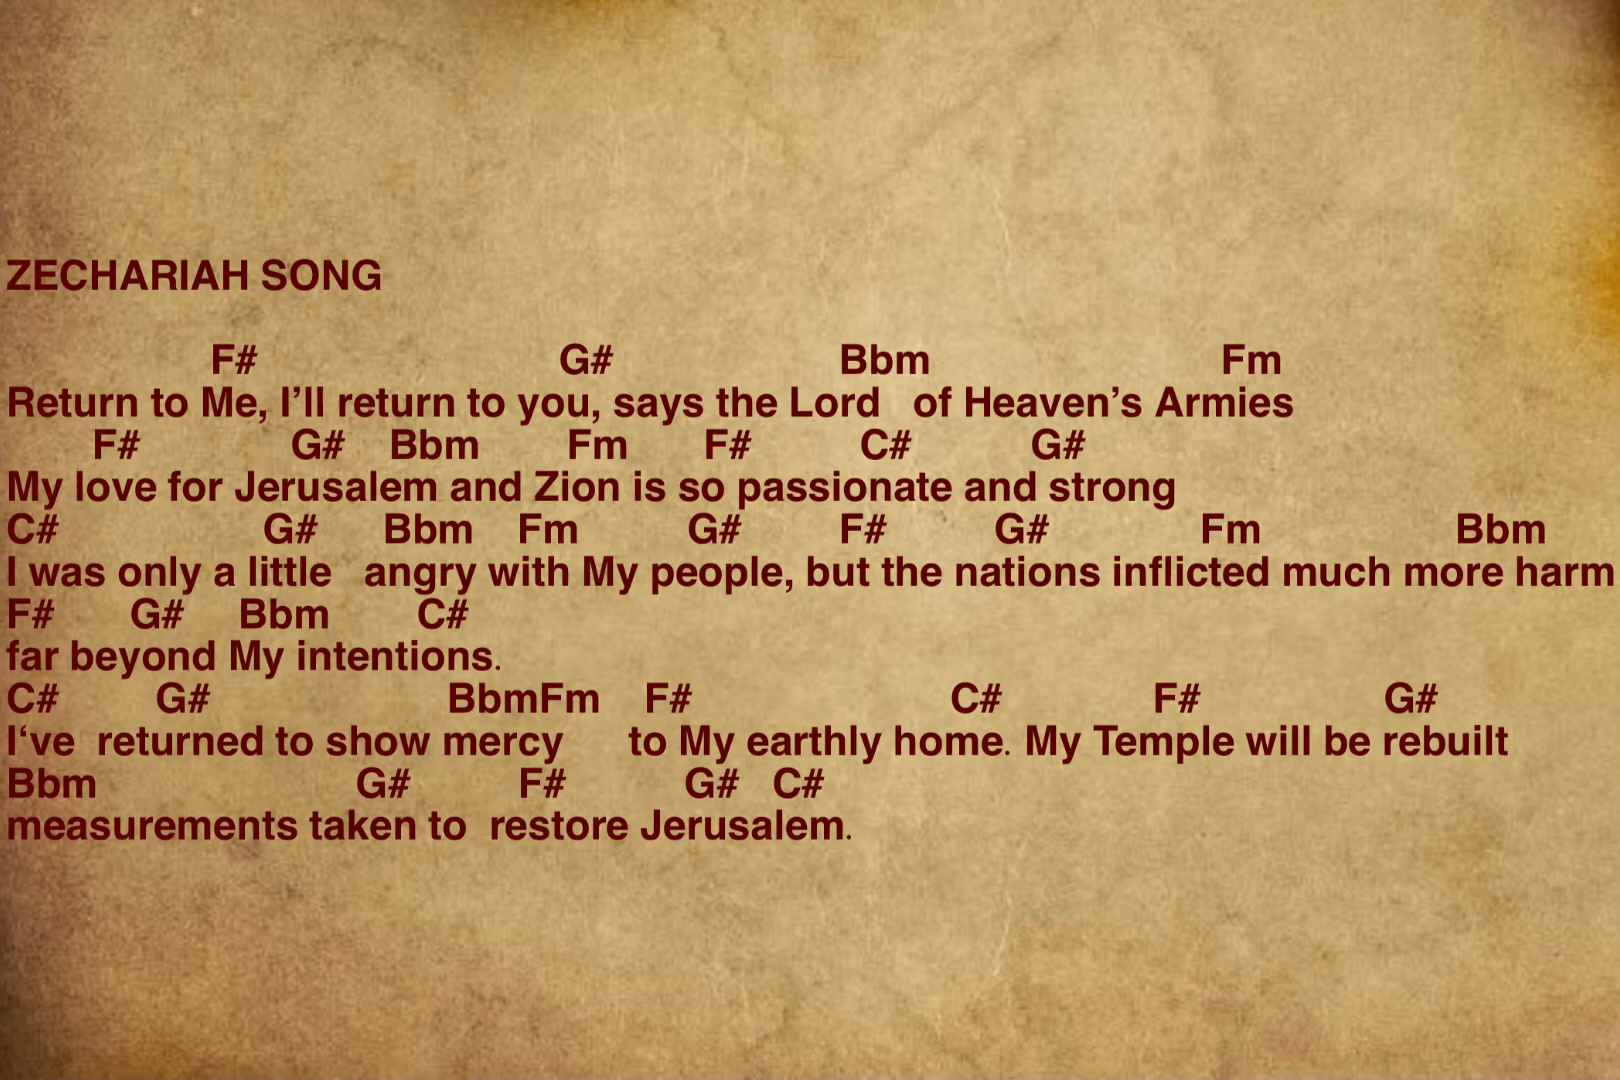 ZECHARIAH SONG
F# G# Bbm Fm
Return to Me, I’ll return to you, says the Lord of Heaven’s Armies
F# G# Bbm Fm F# C# G#
My love for Jerusalem and Zion is so passionate and strong
C# G# Bbm Fm G# F# G# Fm Bbm
I was only a little angry with My people, but the nations inflicted much more harm
F# G# Bbm C#
far beyond My intentions.
C# G# BbmFm F# C# F# G#
I‘ve returned to show mercy to My earthly home. My Temple will be rebuilt
Bbm G# F# G# C#
measurements taken to restore Jerusalem.